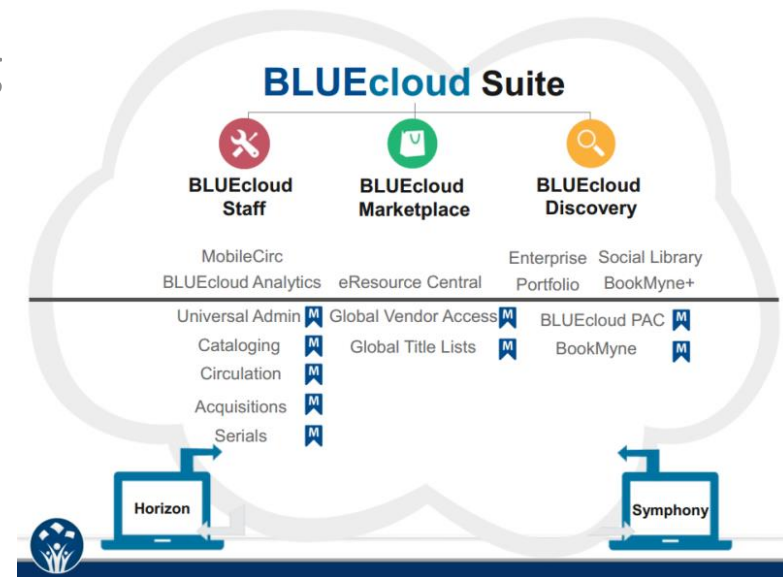 BLUEcloud Suite
BLUEcloud
Staff
BLUEcloud
Marketplace
BLUEcloud
Discovery
MobileCirc
BLUEcloud Analytics
eResource Central
Enterprise Social Library
Portfolio BookMyne+
Universal Admin M
Cataloging M
Circulation M
Acquisitions M
Serials M
Global Vendor Access M
Global Title Lists M
BLUEcloud PAC M
BookMyne M
Horizon
Symphony